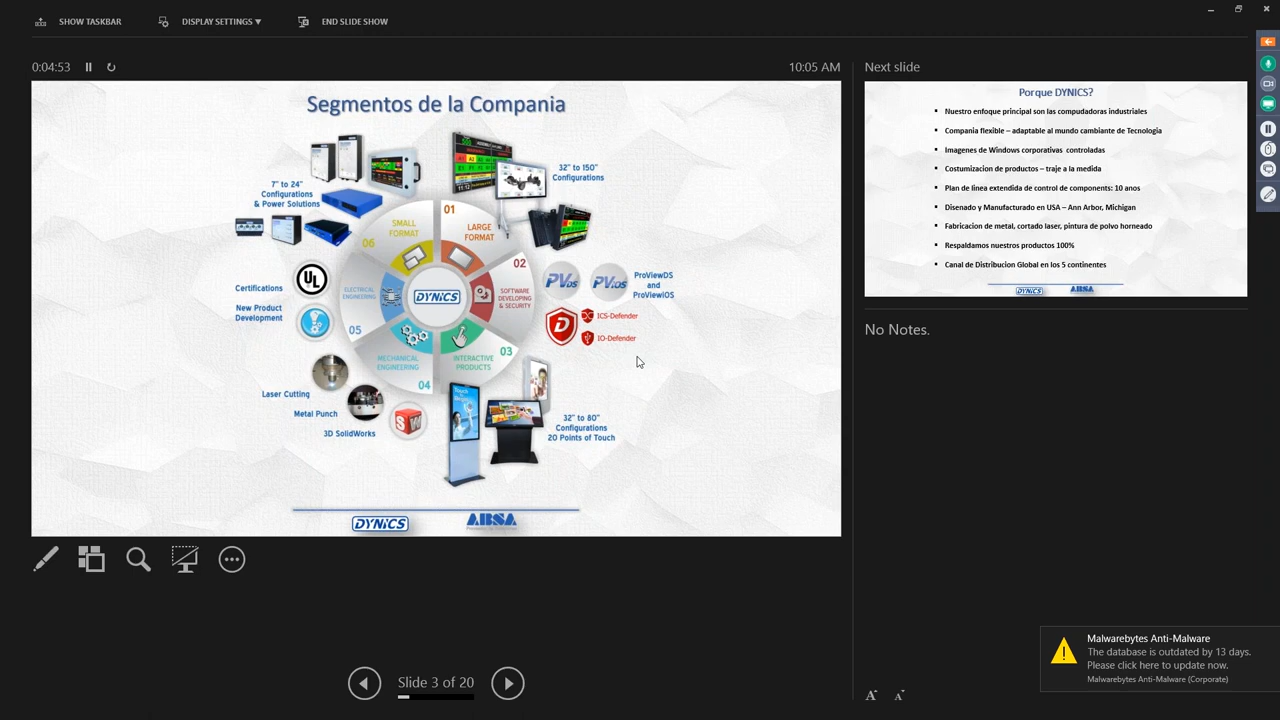 SHOW TASKBAR
DISPLAY SETTINGS ▼
END SLIDE SHOW
0:04:53
10:05 AM
Segmentos de la Compania
7" to 24"
Configurations
& Power Solutions
32" to 150"
Configurations
01
LARGE
FORMAT
06
SMALL
FORMAT
02
SOFTWARE
DEVELOPING
& SECURITY
PVDS
PViOS
ProViewDS
and
ProViewiOS
D
ICS-Defender
IO-Defender
UL
Certifications
New Product
Development
ELECTRICAL
ENGINEERING
05
DYNICS
03
INTERACTIVE
PRODUCTS
MECHANICAL
ENGINEERING
04
Laser Cutting
Metal Punch
3D SolidWorks
SW
32" to 80"
Configurations
20 Points of Touch
DYNICS
ABSA
Slide 3 of 20
Next slide
Porque DYNICS?
▪ Nuestro enfoque principal son las compudadoras industriales
▪ Compania flexible – adaptable al mundo cambiante de Tecnologia
▪ Imagenes de Windows corporativas controladas
▪ Costumizacion de productos – traje a la medida
▪ Plan de linea extendida de control de components: 10 anos
▪ Disenado y Manufacturado en USA – Ann Arbor, Michigan
▪ Fabricacion de metal, cortado laser, pintura de polvo horneado
▪ Respaldamos nuestros productos 100%
▪ Canal de Distribucion Global en los 5 continentes
DYNICS
ABSA
No Notes.
Malwarebytes Anti-Malware
The database is outdated by 13 days.
Please click here to update now.
Malwarebytes Anti-Malware (Corporate)
A
A